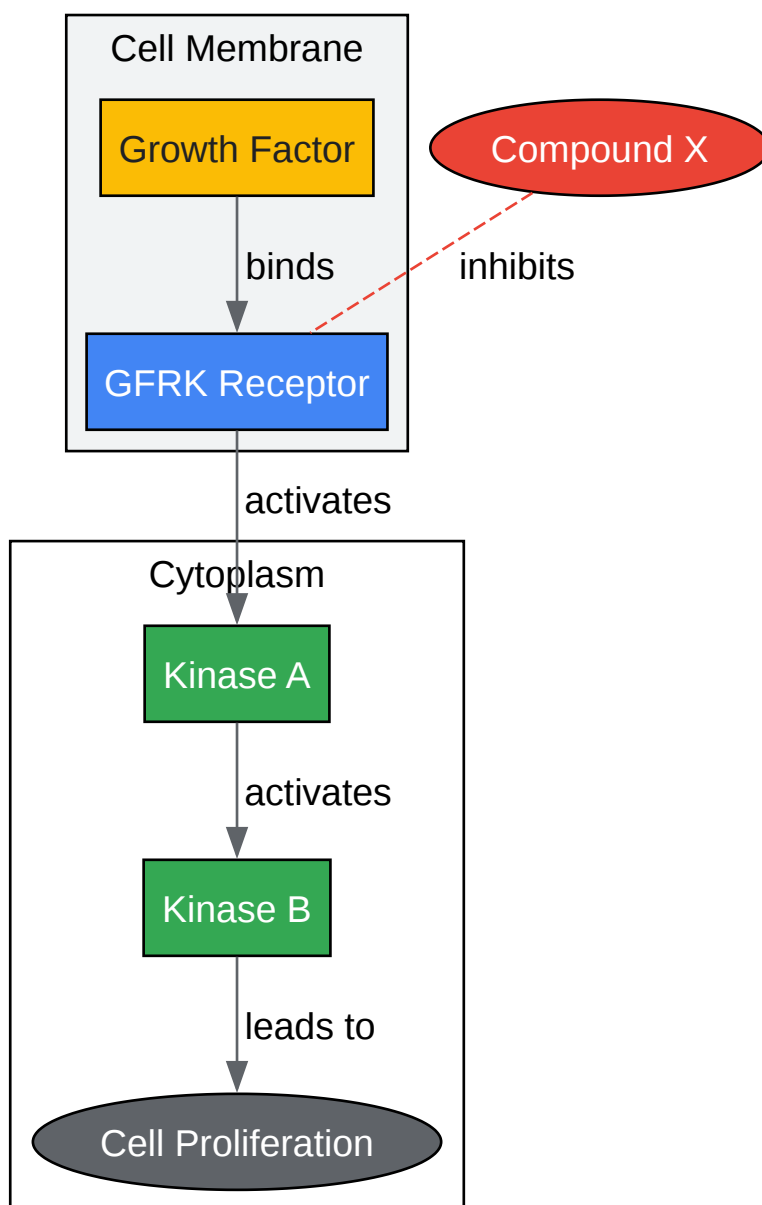 Cell Membrane
Growth Factor
Compound X
binds
inhibits
GFRK Receptor
activates
Cytoplasm
Kinase A
activates
Kinase B
leads to
Cell Proliferation